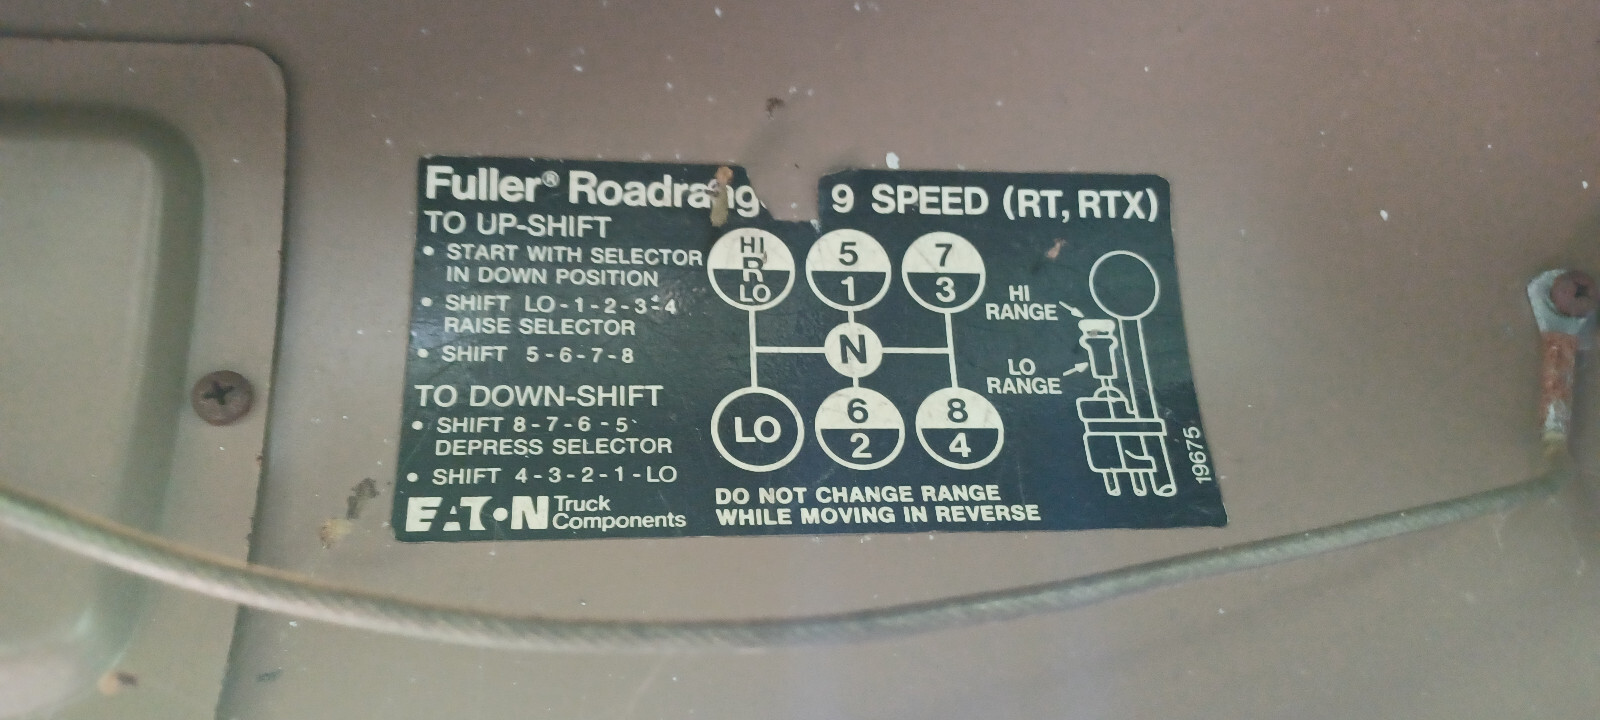 Fuller® Roadrang 9 SPEED (RT, RTX)
TO UP-SHIFT
• START WITH SELECTOR
IN DOWN POSITION
• SHIFT LO-1-2-3-4
RAISE SELECTOR
• SHIFT 5-6-7-8
TO DOWN-SHIFT
• SHIFT 8-7-6-5
DEPRESS SELECTOR
• SHIFT 4-3-2-1-LO
EATON Truck
Components
HI
R
LO
5
1
7
3
N
LO
6
2
8
4
DO NOT CHANGE RANGE
WHILE MOVING IN REVERSE
HI
RANGE
LO
RANGE
19675